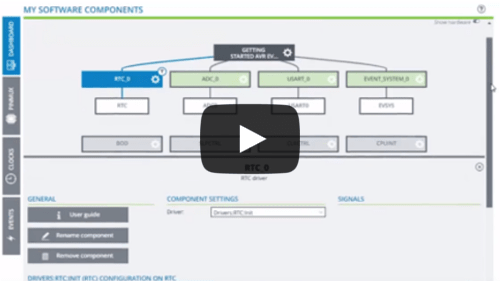 MY SOFTWARE COMPONENTS
Show hardware
DASHBOARD
PINMUX
CLOCKS
EVENTS
GETTING
STARTED AVR EV...
RTC_0
ADC_0
USART_0
EVENT_SYSTEM_0
RTC
USART0
EVSYS
BOD
CPUINT
RTC_0
RTC driver
GENERAL
COMPONENT SETTINGS
SIGNALS
User guide
Driver:
Drivers:RTC:Init
Rename component
Remove component
DRIVERS:RTC:INIT (RTC) CONFIGURATION ON RTC